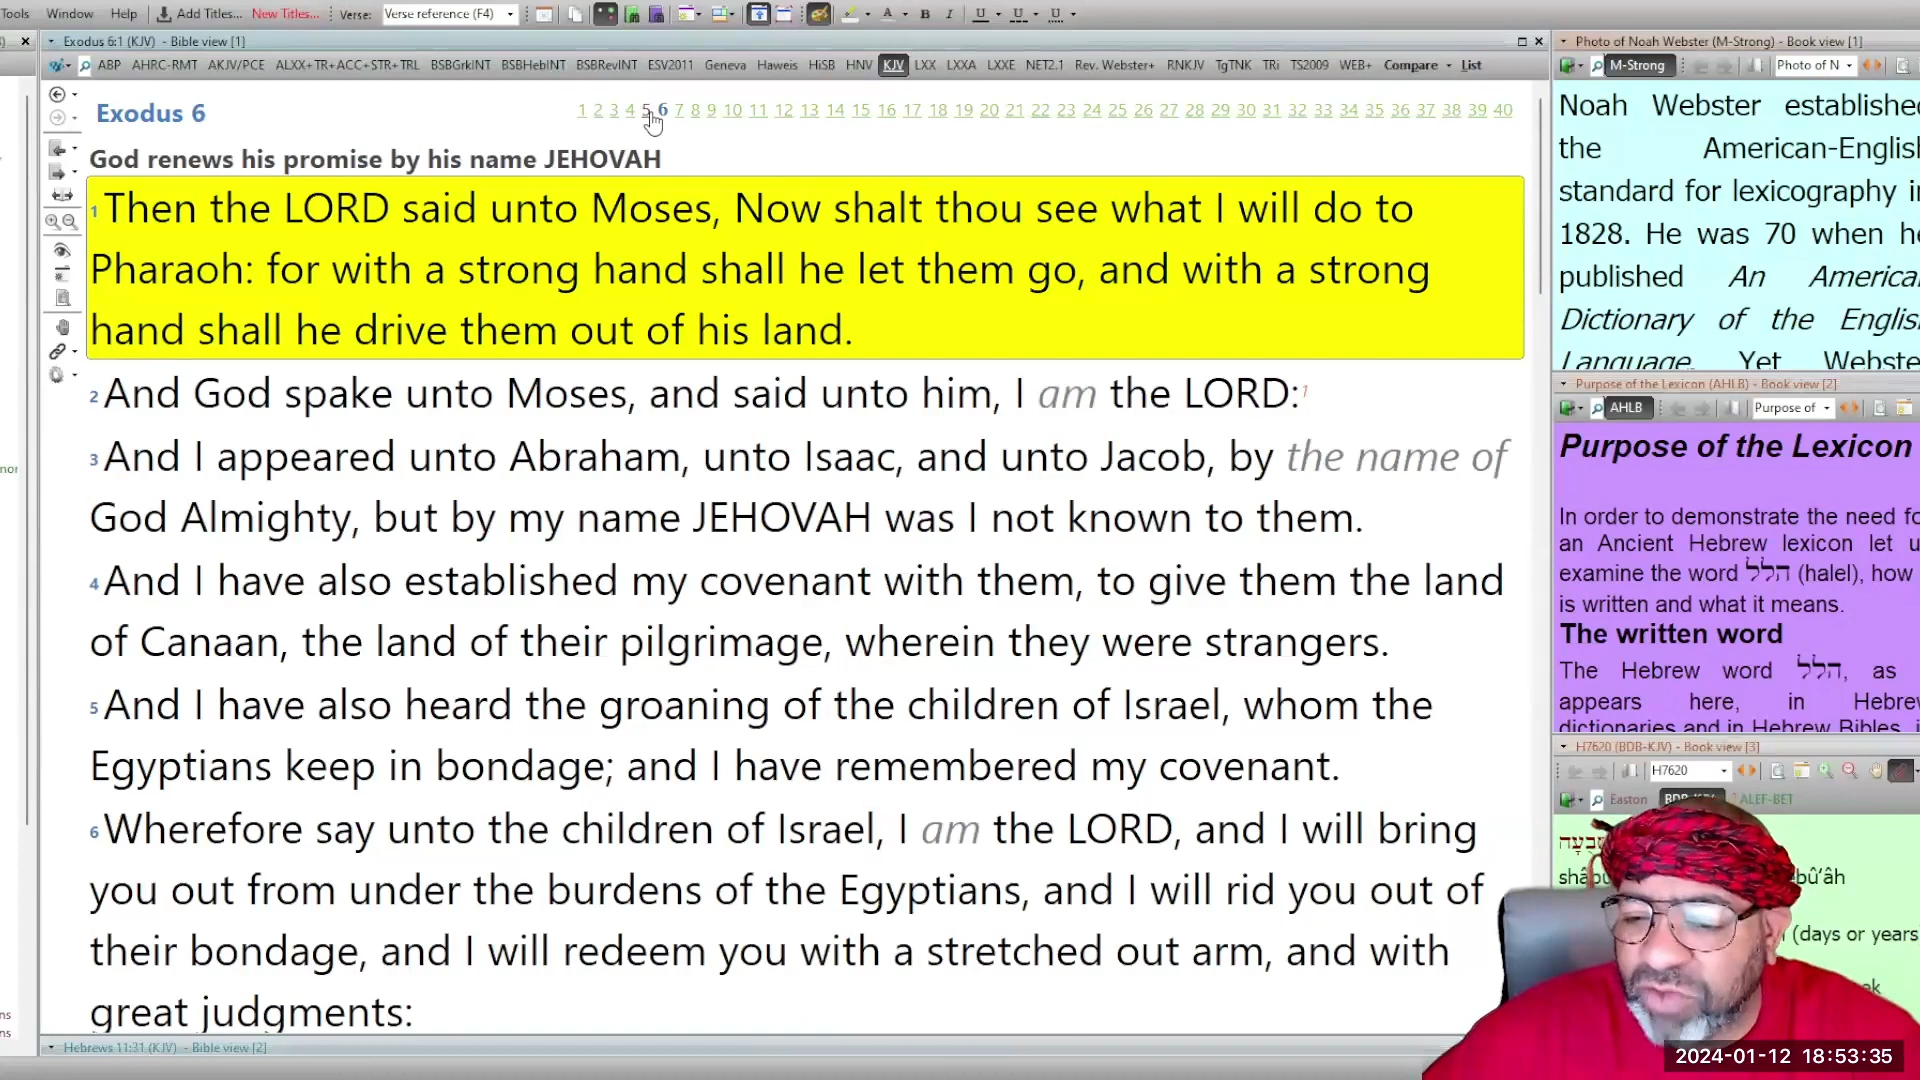 Tools Window Help Add Titles... New Titles... Verse: Verse reference (F4) A B I U U U
Exodus 6:1 (KJV) - Bible view [1]
ABP AHRC-RMT AKJV/PCE ALXX+TR+ACC+STR+TRL BSBGrkINT BSBHebINT BSBRevINT ESV2011 Geneva Haweis HiSB HNV KJV LXX LXXA LXXE NET2.1 Rev. Webster+ RNKJV TgTNK TRi TS2009 WEB+ Compare List
Exodus 6
1 2 3 4 5 6 7 8 9 10 11 12 13 14 15 16 17 18 19 20 21 22 23 24 25 26 27 28 29 30 31 32 33 34 35 36 37 38 39 40
God renews his promise by his name JEHOVAH
1 Then the LORD said unto Moses, Now shalt thou see what I will do to
Pharaoh: for with a strong hand shall he let them go, and with a strong
hand shall he drive them out of his land.
2 And God spake unto Moses, and said unto him, I am the LORD:1
3 And I appeared unto Abraham, unto Isaac, and unto Jacob, by the name of
God Almighty, but by my name JEHOVAH was I not known to them.
4 And I have also established my covenant with them, to give them the land
of Canaan, the land of their pilgrimage, wherein they were strangers.
5 And I have also heard the groaning of the children of Israel, whom the
Egyptians keep in bondage; and I have remembered my covenant.
6 Wherefore say unto the children of Israel, I am the LORD, and I will bring
you out from under the burdens of the Egyptians, and I will rid you out of
their bondage, and I will redeem you with a stretched out arm, and with
great judgments:
Hebrews 11:31 (KJV) - Bible view [2]
Photo of Noah Webster (M-Strong) - Book view [1]
M-Strong Photo of N
Noah Webster established
the American-English
standard for lexicography in
1828. He was 70 when he
published An American
Dictionary of the English
Language. Yet Webster
Purpose of the Lexicon (AHLB) - Book view [2]
AHLB Purpose of
Purpose of the Lexicon
In order to demonstrate the need fo
an Ancient Hebrew lexicon let u
examine the word הלל (halel), how
is written and what it means.
The written word
The Hebrew word הלל, as
appears here, in Hebrew
dictionaries and in Hebrew Bibles, i
H7620 (BDB-KJV) - Book view [3]
H7620
Easton BDB-KJV ALEF-BET
(days or years
2024-01-12 18:53:35